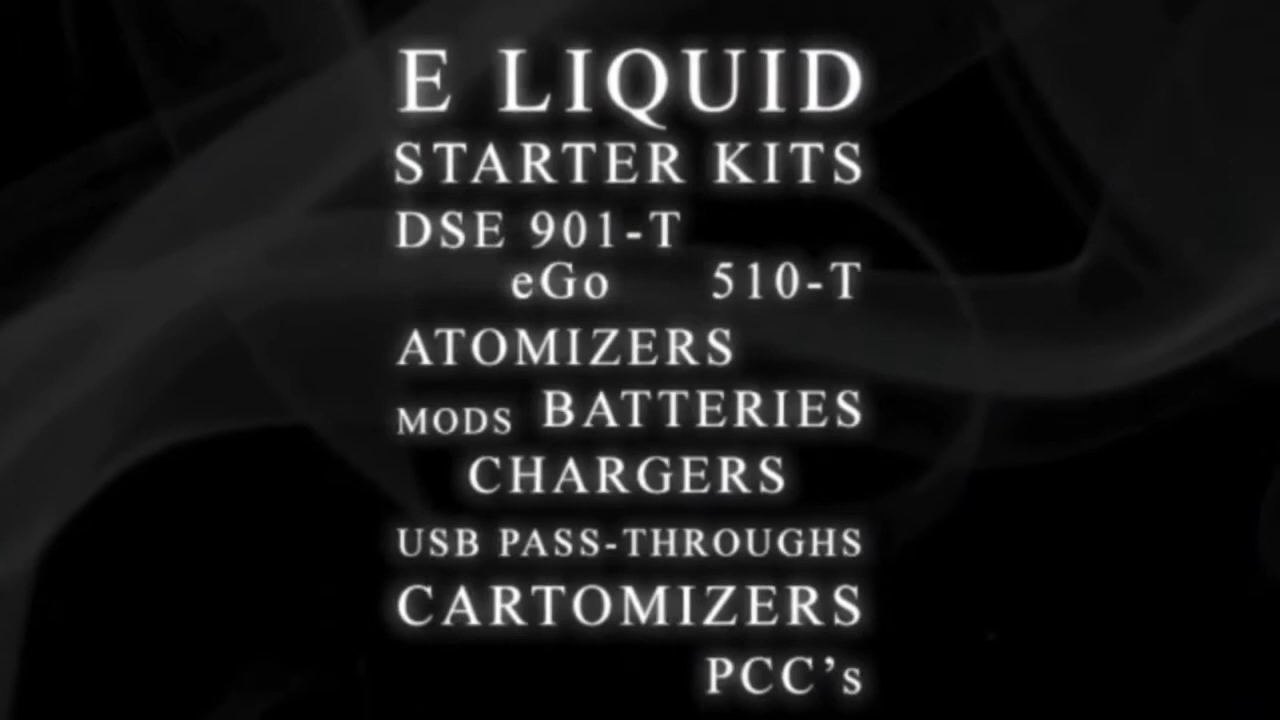 E LIQUID
STARTER KITS
DSE 901-T
eGo 510-T
ATOMIZERS
MODS BATTERIES
CHARGERS
USB PASS-THROUGHS
CARTOMIZERS
PCC's